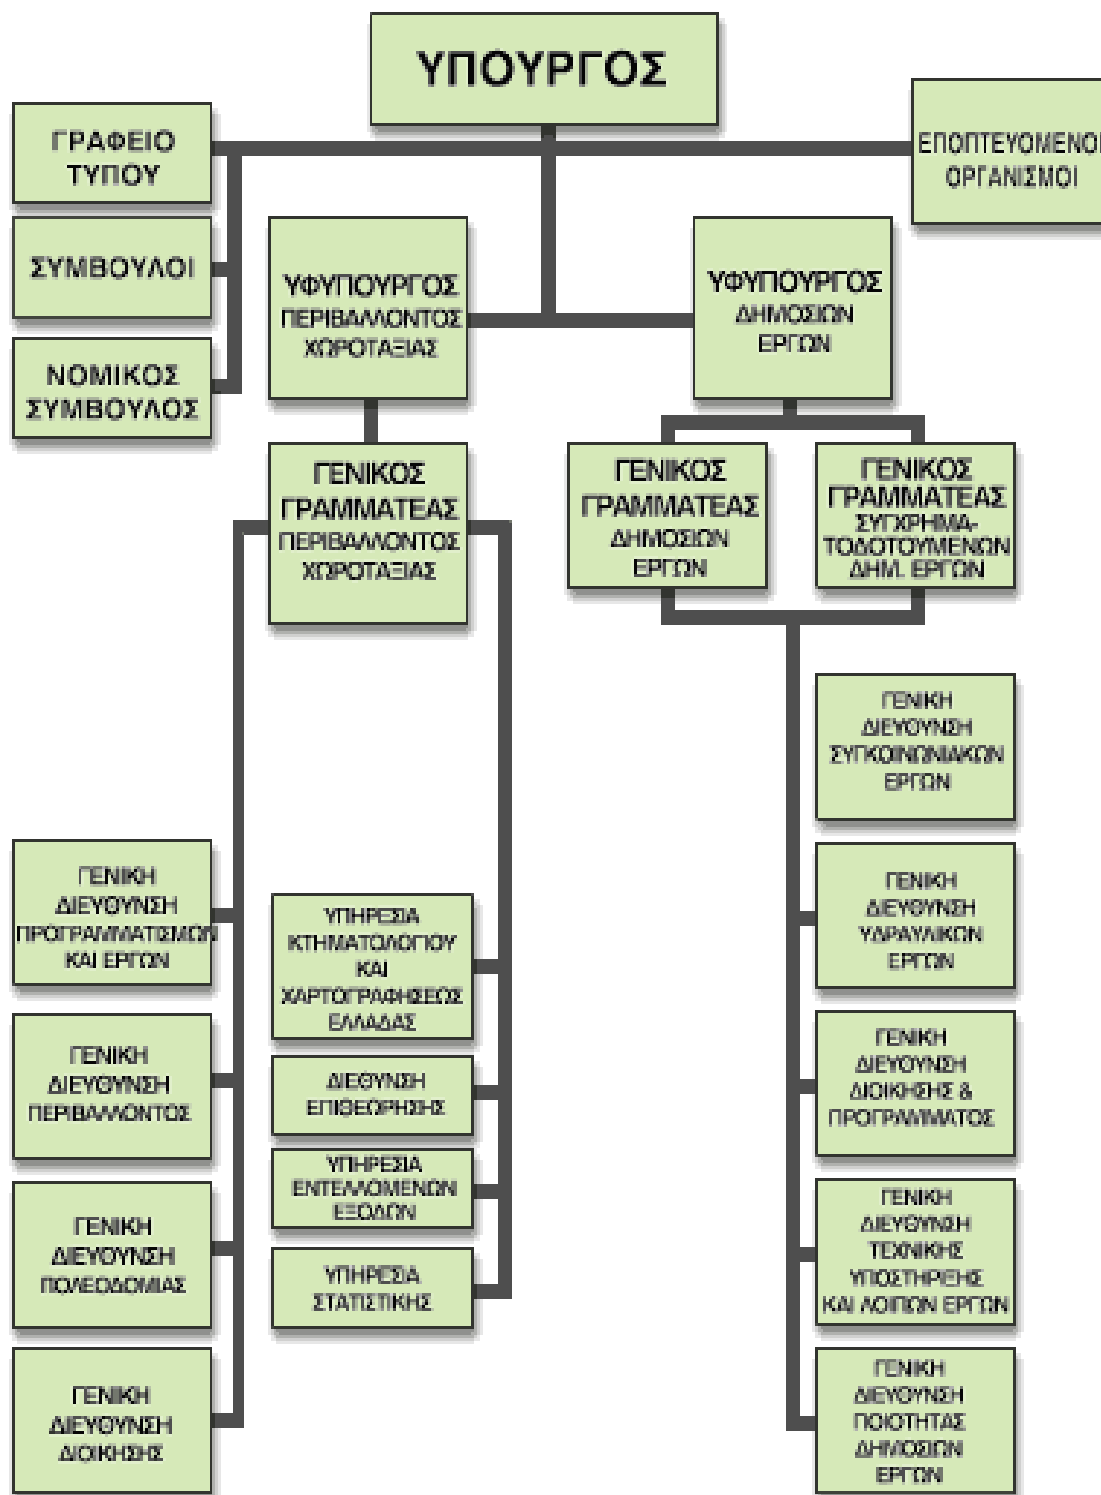 ΥΠΟΥΡΓΟΣ
ΓΡΑΦΕΙΟ
ΤΥΠΟΥ
ΕΠΟΠΤΕΥΟΜΕΝΟΙ
ΟΡΓΑΝΙΣΜΟΙ
ΣΥΜΒΟΥΛΟΙ
ΝΟΜΙΚΟΣ
ΣΥΜΒΟΥΛΟΣ
ΥΦΥΠΟΥΡΓΟΣ
ΠΕΡΙΒΑΛΛΟΝΤΟΣ
ΧΩΡΟΤΑΞΙΑΣ
ΥΦΥΠΟΥΡΓΟΣ
ΔΗΜΟΣΙΩΝ
ΕΡΓΩΝ
ΓΕΝΙΚΟΣ
ΓΡΑΜΜΑΤΕΑΣ
ΠΕΡΙΒΑΛΛΟΝΤΟΣ
ΧΩΡΟΤΑΞΙΑΣ
ΓΕΝΙΚΟΣ
ΓΡΑΜΜΑΤΕΑΣ
ΔΗΜΟΣΙΩΝ
ΕΡΓΩΝ
ΓΕΝΙΚΟΣ
ΓΡΑΜΜΑΤΕΑΣ
ΣΥΓΧΡΗΜΑ-
ΤΟΔΟΤΟΥΜΕΝΩΝ
ΔΗΜ. ΕΡΓΩΝ
ΓΕΝΙΚΗ
ΔΙΕΥΘΥΝΣΗ
ΠΡΟΓΡΑΜΜΑΤΙΣΜΩΝ
ΚΑΙ ΕΡΓΩΝ
ΓΕΝΙΚΗ
ΔΙΕΥΘΥΝΣΗ
ΠΕΡΙΒΑΛΛΟΝΤΟΣ
ΓΕΝΙΚΗ
ΔΙΕΥΘΥΝΣΗ
ΠΟΛΕΟΔΟΜΙΑΣ
ΓΕΝΙΚΗ
ΔΙΕΥΘΥΝΣΗ
ΔΙΟΙΚΗΣΗΣ
ΥΠΗΡΕΣΙΑ
ΚΤΗΜΑΤΟΛΟΓΙΟΥ
ΚΑΙ
ΧΑΡΤΟΓΡΑΦΗΣΕΩΣ
ΕΛΛΑΔΑΣ
ΔΙΕΘΥΝΣΗ
ΕΠΙΘΕΩΡΗΣΗΣ
ΥΠΗΡΕΣΙΑ
ΕΝΤΕΛΛΟΜΕΝΩΝ
ΕΞΟΔΩΝ
ΥΠΗΡΕΣΙΑ
ΣΤΑΤΙΣΤΙΚΗΣ
ΓΕΝΙΚΗ
ΔΙΕΥΘΥΝΣΗ
ΣΥΓΚΟΙΝΩΝΙΑΚΩΝ
ΕΡΓΩΝ
ΓΕΝΙΚΗ
ΔΙΕΥΘΥΝΣΗ
ΥΔΡΑΥΛΙΚΩΝ
ΕΡΓΩΝ
ΓΕΝΙΚΗ
ΔΙΕΥΘΥΝΣΗ
ΔΙΟΙΚΗΣΗΣ &
ΠΡΟΓΡΑΜΜΑΤΟΣ
ΓΕΝΙΚΗ
ΔΙΕΥΘΥΝΣΗ
ΤΕΧΝΙΚΗΣ
ΥΠΟΣΤΗΡΙΞΗΣ
ΚΑΙ ΛΟΙΠΩΝ ΕΡΓΩΝ
ΓΕΝΙΚΗ
ΔΙΕΥΘΥΝΣΗ
ΠΟΙΟΤΗΤΑΣ
ΔΗΜΟΣΙΩΝ
ΕΡΓΩΝ